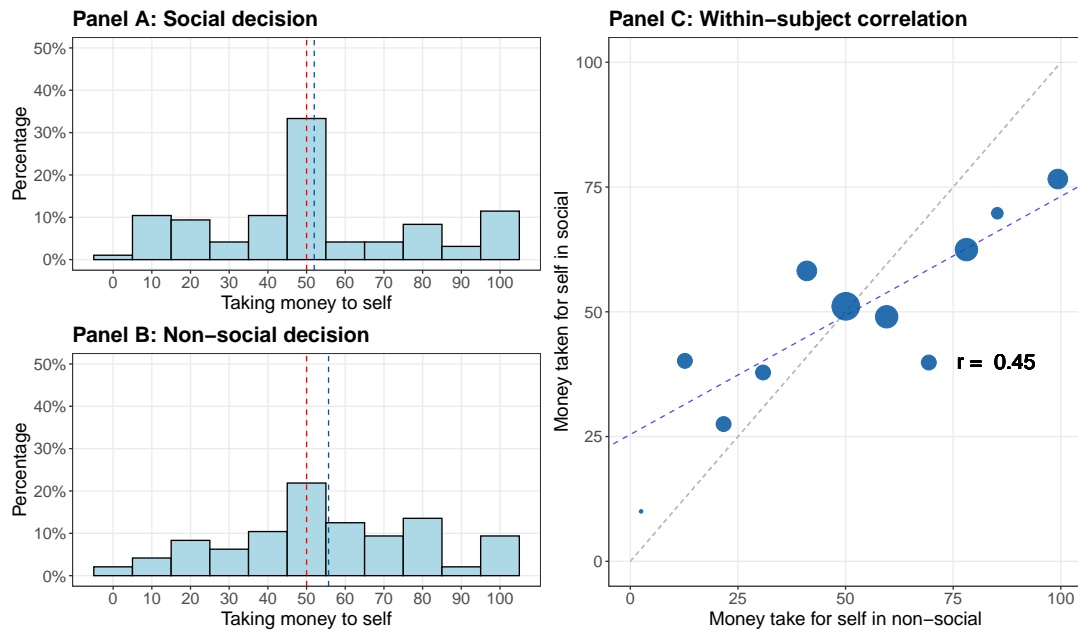 Panel A: Social decision
50%
40%
30%
20%
10%
0%
Percentage
0 10 20 30 40 50 60 70 80 90 100
Taking money to self
Panel B: Non−social decision
50%
40%
30%
20%
10%
0%
Percentage
0 10 20 30 40 50 60 70 80 90 100
Taking money to self
Panel C: Within−subject correlation
100
75
50
25
0
Money taken for self in social
r = 0.45
0 25 50 75 100
Money take for self in non−social